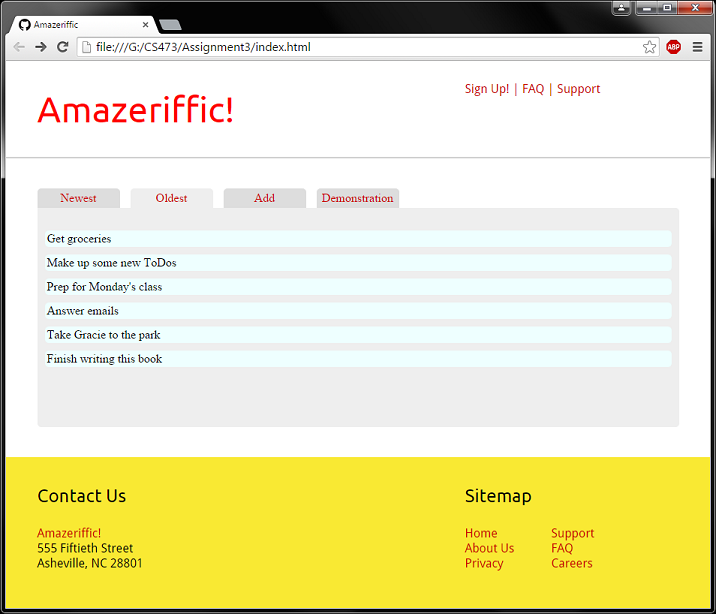 Amazeriffic
file:///G:/CS473/Assignment3/index.html
ABP
Amazeriffic!
Sign Up! | FAQ | Support
Newest Oldest Add Demonstration
Get groceries
Make up some new ToDos
Prep for Monday's class
Answer emails
Take Gracie to the park
Finish writing this book
Contact Us
Amazeriffic!
555 Fiftieth Street
Asheville, NC 28801
Sitemap
Home Support
About Us FAQ
Privacy Careers